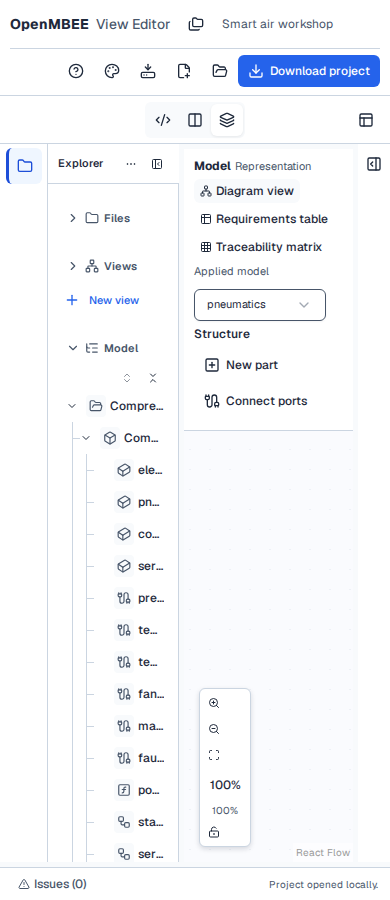 OpenMBEE View Editor Smart air workshop
Download project
Explorer
Files
Views
New view
Model
Compre...
Com...
ele...
pn...
co...
ser...
pre...
te...
te...
fan...
ma...
fau...
po...
sta...
ser...
Model Representation
Diagram view
Requirements table
Traceability matrix
Applied model
pneumatics
Structure
New part
Connect ports
100%
100%
React Flow
Issues (0)
Project opened locally.